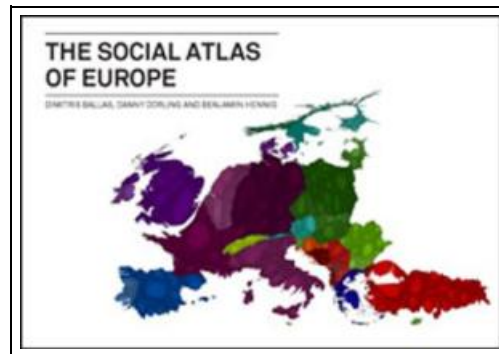 THE SOCIAL ATLAS
OF EUROPE
DIMITRIS BALLAS, DANNY DORLING AND BENJAMIN HENNIG